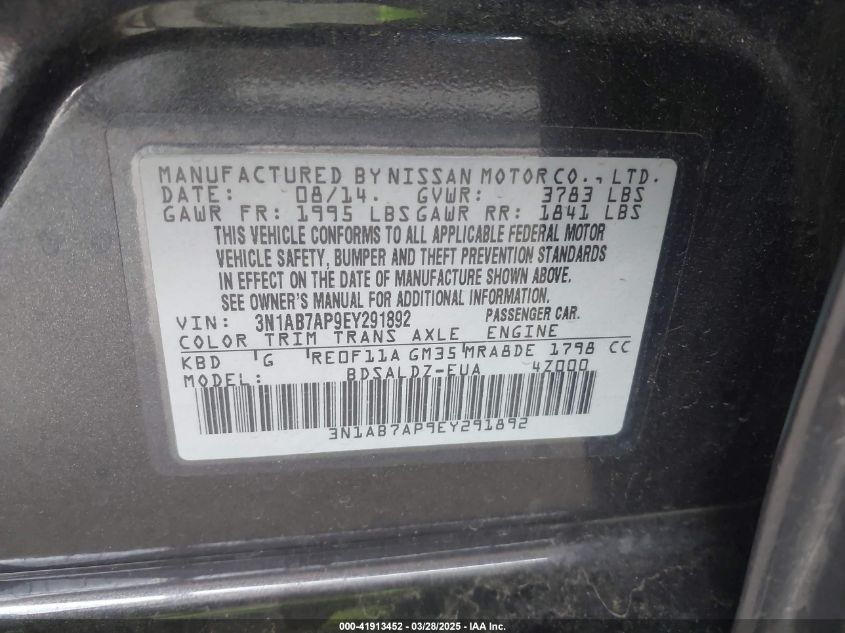 MANUFACTURED BY NISSAN MOTOR CO., LTD.
DATE: 08/14. GVWR: 3783 LBS
GAWR FR: 1995 LBS GAWR RR: 1841 LBS
THIS VEHICLE CONFORMS TO ALL APPLICABLE FEDERAL MOTOR
VEHICLE SAFETY, BUMPER AND THEFT PREVENTION STANDARDS
IN EFFECT ON THE DATE OF MANUFACTURE SHOWN ABOVE.
SEE OWNER'S MANUAL FOR ADDITIONAL INFORMATION.
VIN: 3N1AB7AP9EY291892 PASSENGER CAR.
COLOR TRIM TRANS AXLE ENGINE
KBD G RE0F11A GM35 MRA8DE 1798 CC
MODEL: BDSALDZ-EUA 4Z000
3N1AB7AP9EY291892
000-41913452 | 03/28/2025 | IAA Inc.